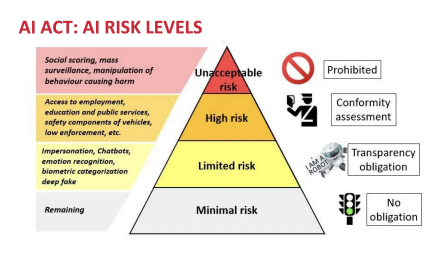 AI ACT: AI RISK LEVELS
Social scoring, mass
surveillance, manipulation of
behaviour causing harm
Unacceptable
risk
Prohibited
Access to employment,
education and public services,
safety components of vehicles,
law enforcement, etc.
High risk
Conformity
assessment
Impersonation, Chatbots,
emotion recognition,
biometric categorization
deep fake
Limited risk
I AM A
ROBOT
Transparency
obligation
Remaining
Minimal risk
No
obligation